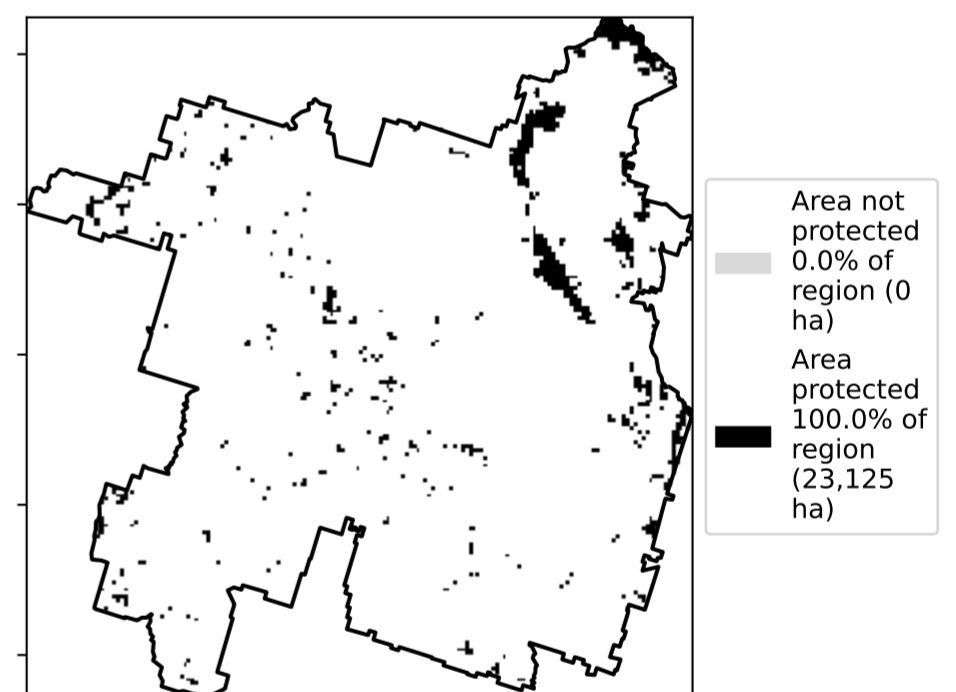 Area not
protected
0.0% of
region (0
ha)
Area
protected
100.0% of
region
(23,125
ha)